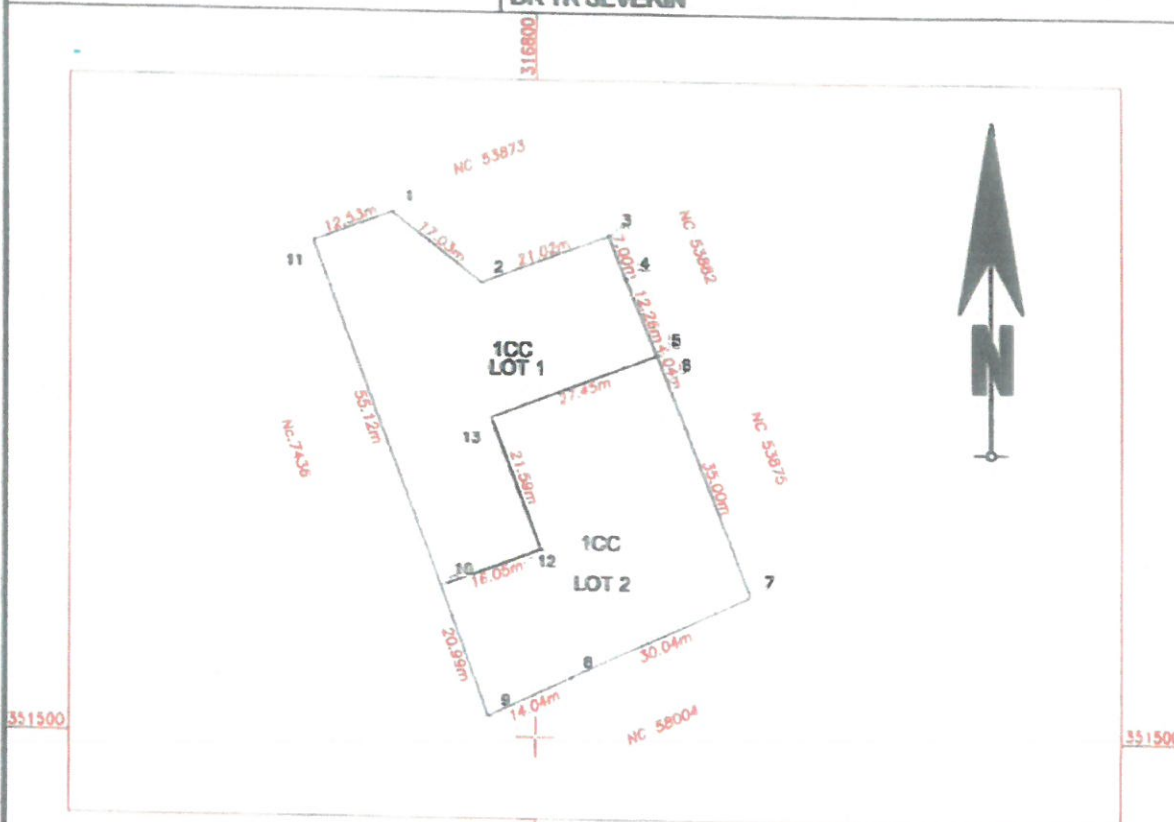 DR TR SEVERIN
316800
NC 53873
1
12.53m
17.03m
11
2
21.02m
3
7.00m
4
NC 53882
12.26m
5
4.04m
6
1CC
LOT 1
27.45m
13
55.12m
Nc.7436
21.59m
NC 53875
35.00m
1CC
12
10
16.05m
LOT 2
7
20.99m
8
30.04m
9
14.04m
NC 58004
351500
351500
N